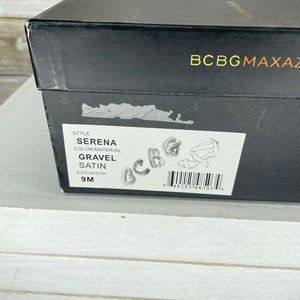 BCBGMAXAZ
STYLE
SERENA
COLOR/MATERIAL
GRAVEL
SATIN
SIZE/WIDTH
9M
BCBG